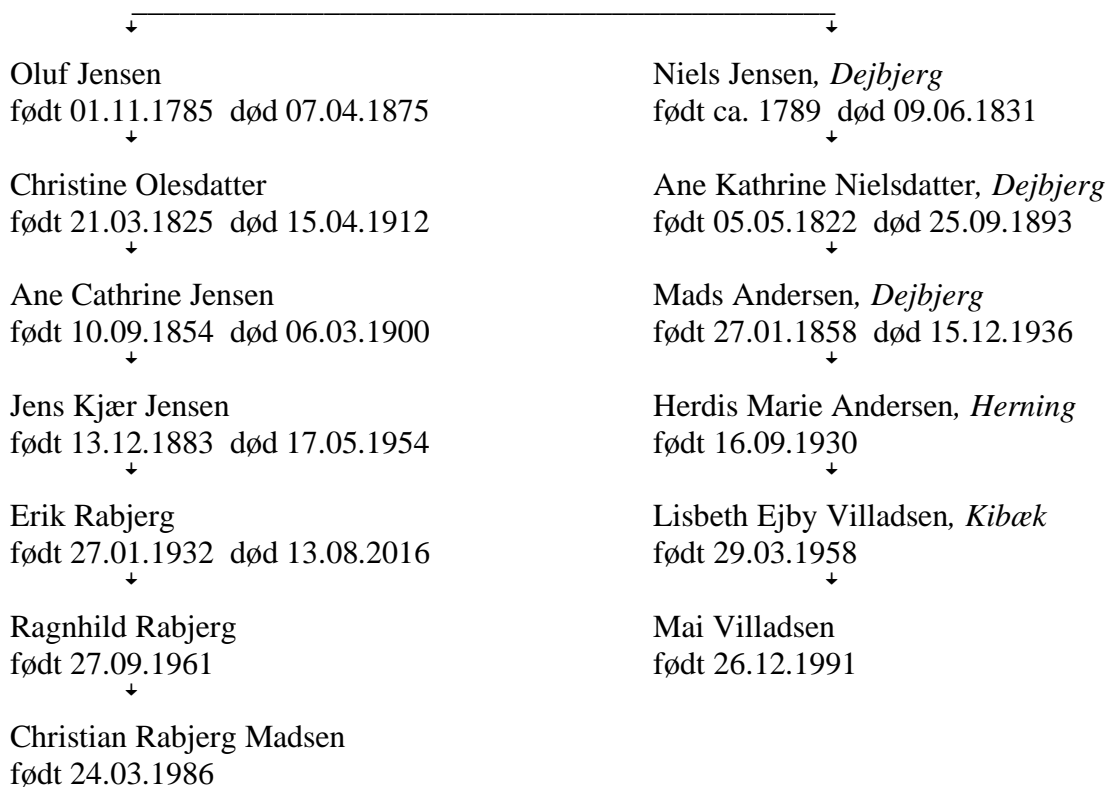 Oluf Jensen
født 01.11.1785 død 07.04.1875
Christine Olesdatter
født 21.03.1825 død 15.04.1912
Ane Cathrine Jensen
født 10.09.1854 død 06.03.1900
Jens Kjær Jensen
født 13.12.1883 død 17.05.1954
Erik Rabjerg
født 27.01.1932 død 13.08.2016
Ragnhild Rabjerg
født 27.09.1961
Christian Rabjerg Madsen
født 24.03.1986
Niels Jensen, Dejbjerg
født ca. 1789 død 09.06.1831
Ane Kathrine Nielsdatter, Dejbjerg
født 05.05.1822 død 25.09.1893
Mads Andersen, Dejbjerg
født 27.01.1858 død 15.12.1936
Herdis Marie Andersen, Herning
født 16.09.1930
Lisbeth Ejby Villadsen, Kibæk
født 29.03.1958
Mai Villadsen
født 26.12.1991